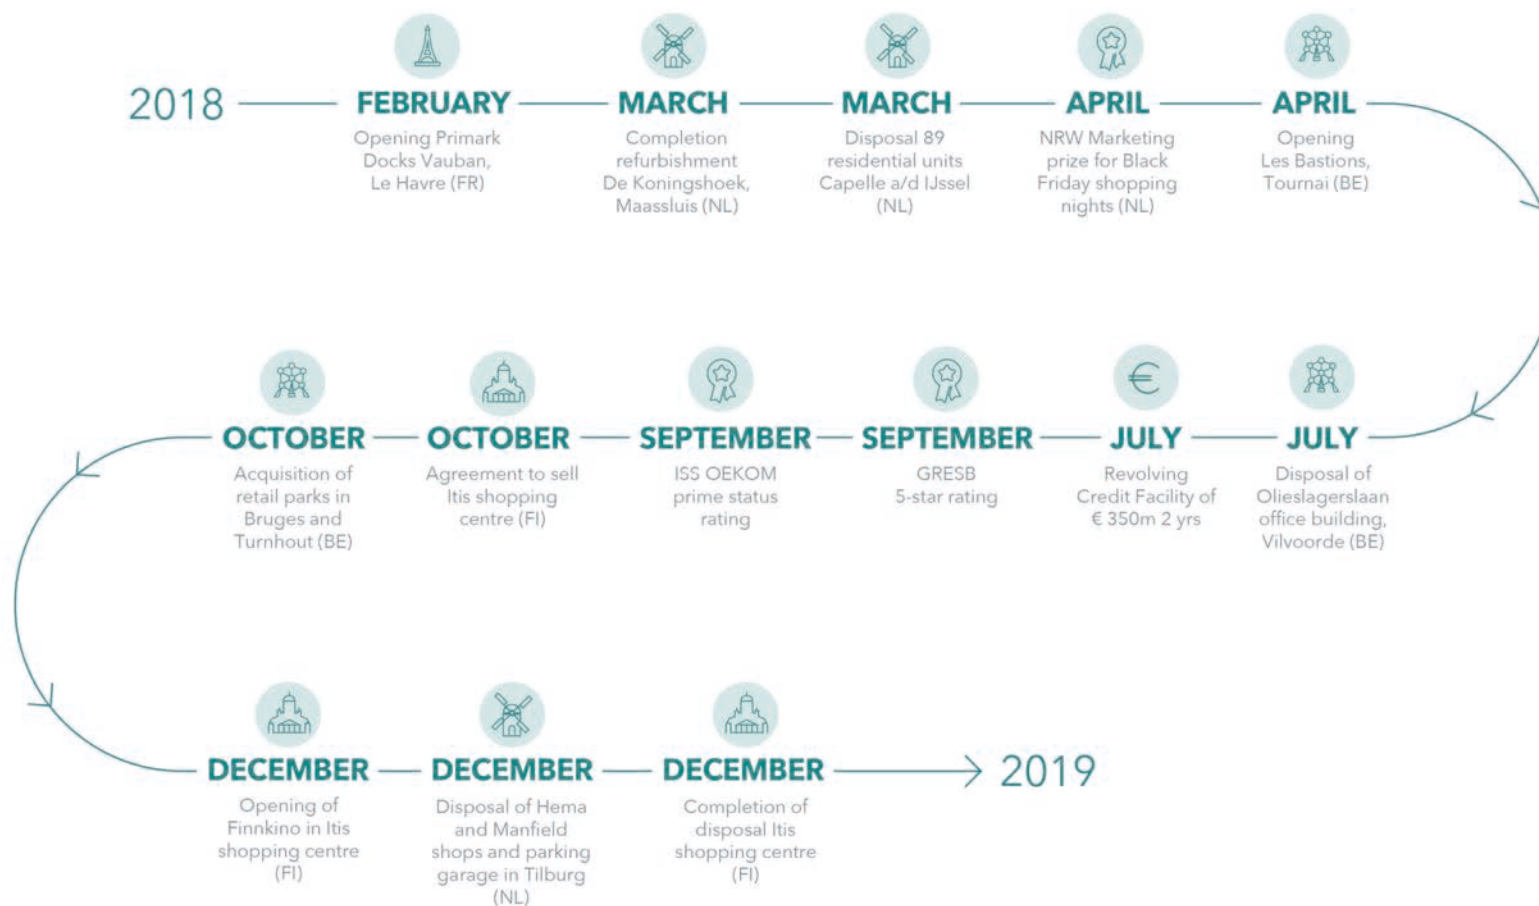 2018
FEBRUARY
Opening Primark
Docks Vauban,
Le Havre (FR)
MARCH
Completion
refurbishment
De Koningshoek,
Maassluis (NL)
MARCH
Disposal 89
residential units
Capelle a/d IJssel
(NL)
APRIL
NRW Marketing
prize for Black
Friday shopping
nights (NL)
APRIL
Opening
Les Bastions,
Tournai (BE)
JULY
Disposal of
Olieslagerslaan
office building,
Vilvoorde (BE)
JULY
Revolving
Credit Facility of
€ 350m 2 yrs
SEPTEMBER
GRESB
5-star rating
SEPTEMBER
ISS OEKOM
prime status
rating
OCTOBER
Agreement to sell
Itis shopping
centre (FI)
OCTOBER
Acquisition of
retail parks in
Bruges and
Turnhout (BE)
DECEMBER
Opening of
Finnkino in Itis
shopping centre
(FI)
DECEMBER
Disposal of Hema
and Manfield
shops and parking
garage in Tilburg
(NL)
DECEMBER
Completion of
disposal Itis
shopping centre
(FI)
2019